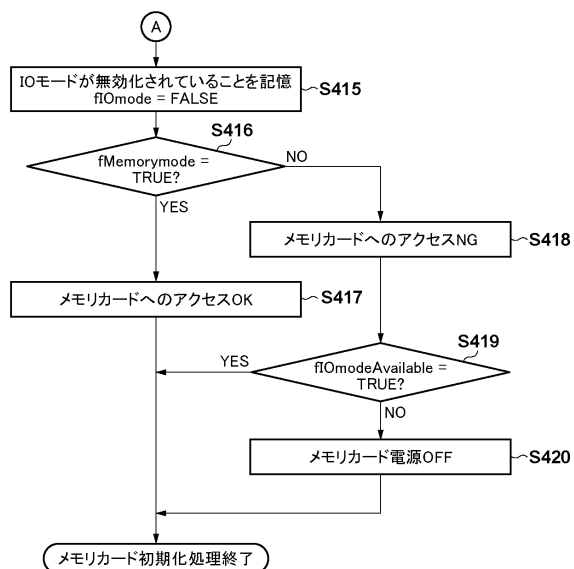 A
IOモードが無効化されていることを記憶
fIOmode = FALSE
S415
S416
fMemorymode =
TRUE?
NO
YES
メモリカードへのアクセスNG
S418
メモリカードへのアクセスOK
S417
S419
YES
fIOmodeAvailable =
TRUE?
NO
メモリカード電源OFF
S420
メモリカード初期化処理終了